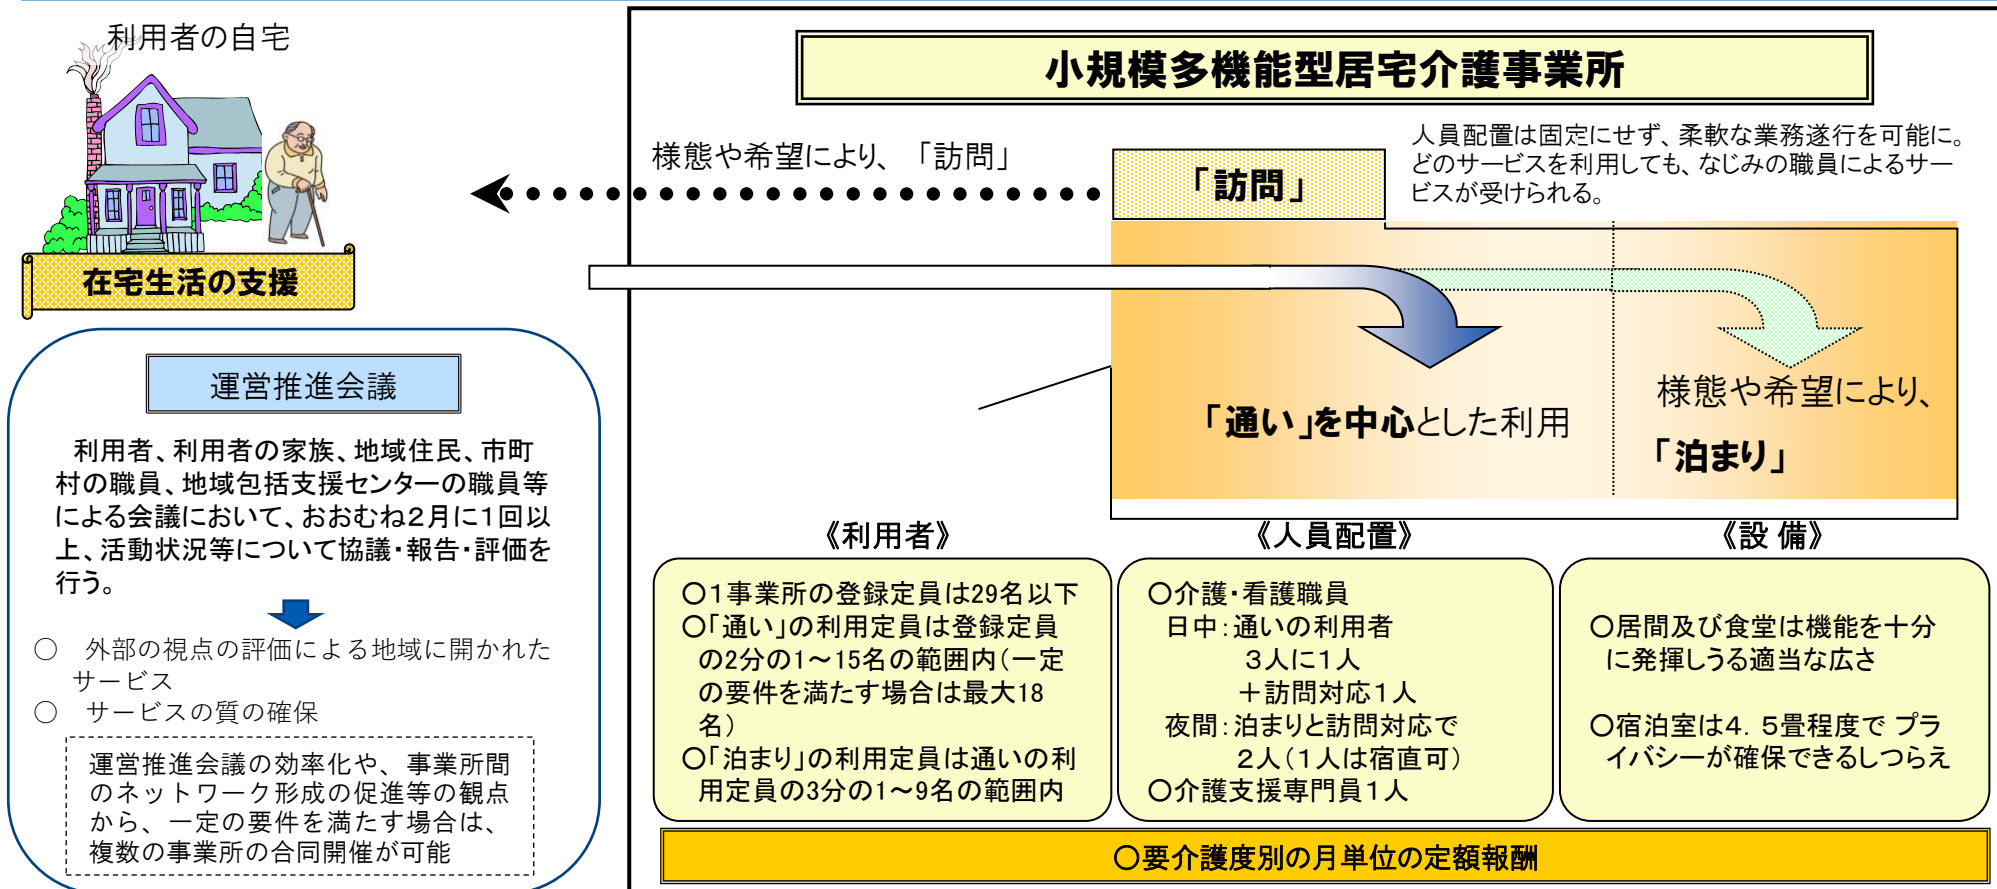 利用者の自宅
在宅生活の支援
運営推進会議
利用者、利用者の家族、地域住民、市町
村の職員、地域包括支援センターの職員等
による会議において、おおむね２月に１回以
上、活動状況等について協議・報告・評価を
行う。
○　外部の視点の評価による地域に開かれた
サービス
○　サービスの質の確保
運営推進会議の効率化や、事業所間
のネットワーク形成の促進等の観点
から、一定の要件を満たす場合は、
複数の事業所の合同開催が可能
小規模多機能型居宅介護事業所
様態や希望により、「訪問」
「訪問」
人員配置は固定にせず、柔軟な業務遂行を可能に。
どのサービスを利用しても、なじみの職員によるサー
ビスが受けられる。
「通い」を中心とした利用
様態や希望により、
「泊まり」
《利用者》
○１事業所の登録定員は29名以下
○「通い」の利用定員は登録定員
の2分の1～15名の範囲内（一定
の要件を満たす場合は最大18
名）
○「泊まり」の利用定員は通いの利
用定員の3分の1～9名の範囲内
《人員配置》
○介護・看護職員
日中：通いの利用者
３人に１人
＋訪問対応１人
夜間：泊まりと訪問対応で
２人（１人は宿直可）
○介護支援専門員１人
《設 備》
○居間及び食堂は機能を十分
に発揮しうる適当な広さ
○宿泊室は４．５畳程度で プラ
イバシーが確保できるしつらえ
○要介護度別の月単位の定額報酬